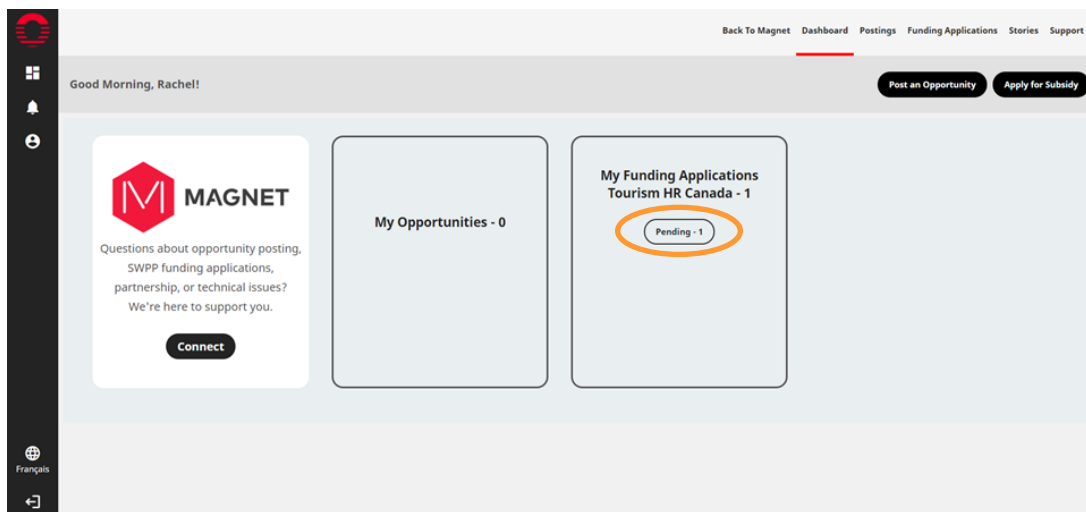 Back To Magnet Dashboard Postings Funding Applications Stories Support
Good Morning, Rachel!
Post an Opportunity Apply for Subsidy
MAGNET
Questions about opportunity posting,
SWPP funding applications,
partnership, or technical issues?
We're here to support you.
Connect
My Opportunities - 0
My Funding Applications
Tourism HR Canada - 1
Pending - 1
Français